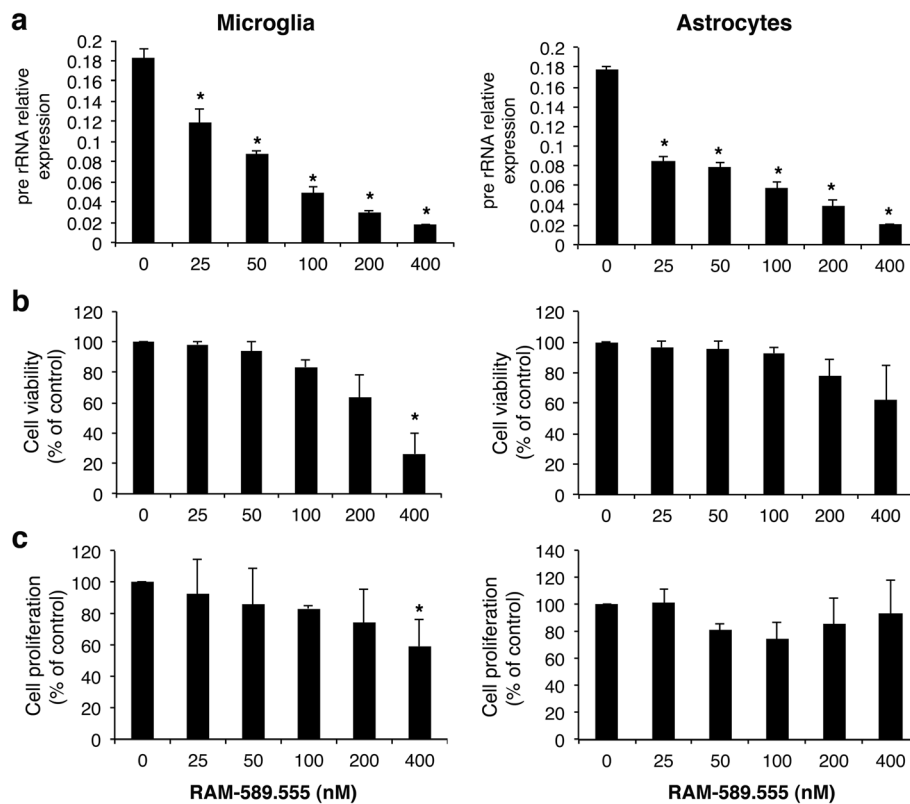 a
Microglia
pre rRNA relative
expression
0.2
0.18
0.16
0.14
0.12
0.1
0.08
0.06
0.04
0.02
0
* * * * *
0 25 50 100 200 400
Astrocytes
pre rRNA relative
expression
0.2
0.18
0.16
0.14
0.12
0.1
0.08
0.06
0.04
0.02
0
* * * * *
0 25 50 100 200 400
b
Cell viability
(% of control)
120
100
80
60
40
20
0
*
0 25 50 100 200 400
Cell viability
(% of control)
120
100
80
60
40
20
0
0 25 50 100 200 400
c
Cell proliferation
(% of control)
120
100
80
60
40
20
0
*
0 25 50 100 200 400
RAM-589.555 (nM)
Cell proliferation
(% of control)
140
120
100
80
60
40
20
0
0 25 50 100 200 400
RAM-589.555 (nM)